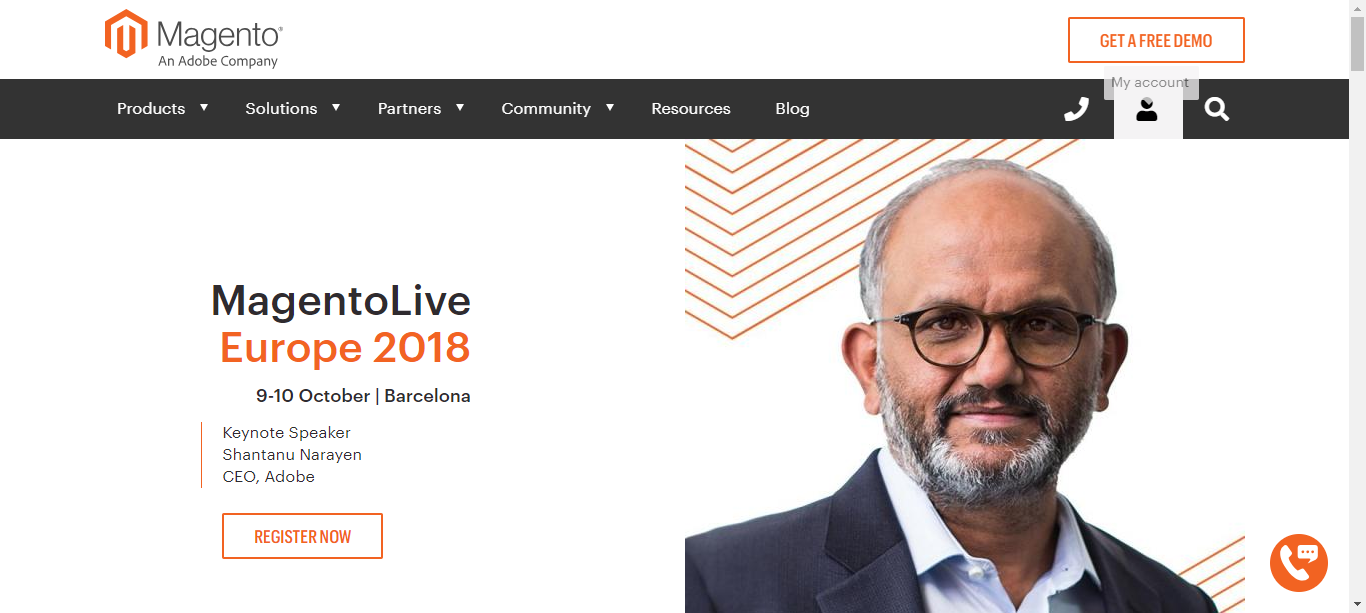 Magento®
An Adobe Company
GET A FREE DEMO
My account
Products
Solutions
Partners
Community
Resources
Blog
MagentoLive
Europe 2018
9-10 October | Barcelona
Keynote Speaker
Shantanu Narayen
CEO, Adobe
REGISTER NOW